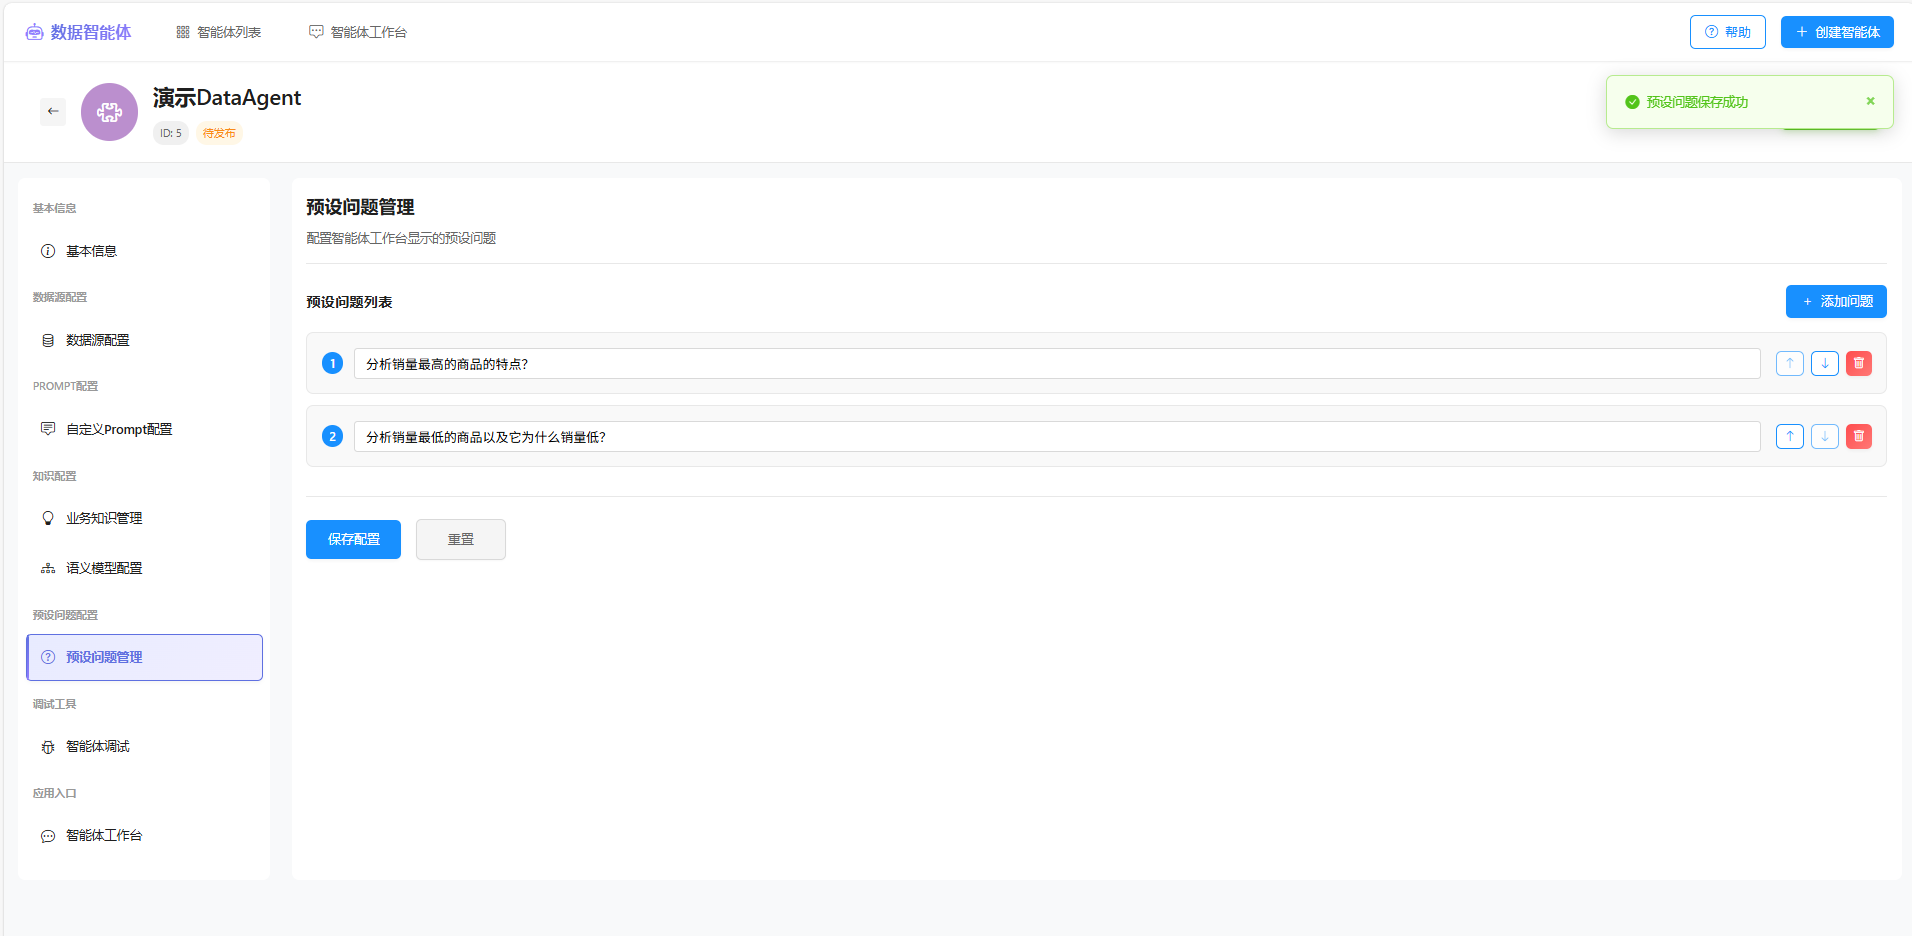 数据智能体
智能体列表
智能体工作台
帮助
+ 创建智能体
演示DataAgent
ID: 5
待发布
预设问题保存成功
基本信息
基本信息
数据源配置
数据源配置
PROMPT配置
自定义Prompt配置
知识配置
业务知识管理
语义模型配置
预设问题配置
预设问题管理
调试工具
智能体调试
应用入口
智能体工作台
预设问题管理
配置智能体工作台显示的预设问题
预设问题列表
+ 添加问题
1 分析销量最高的商品的特点?
2 分析销量最低的商品以及它为什么销量低?
保存配置
重置